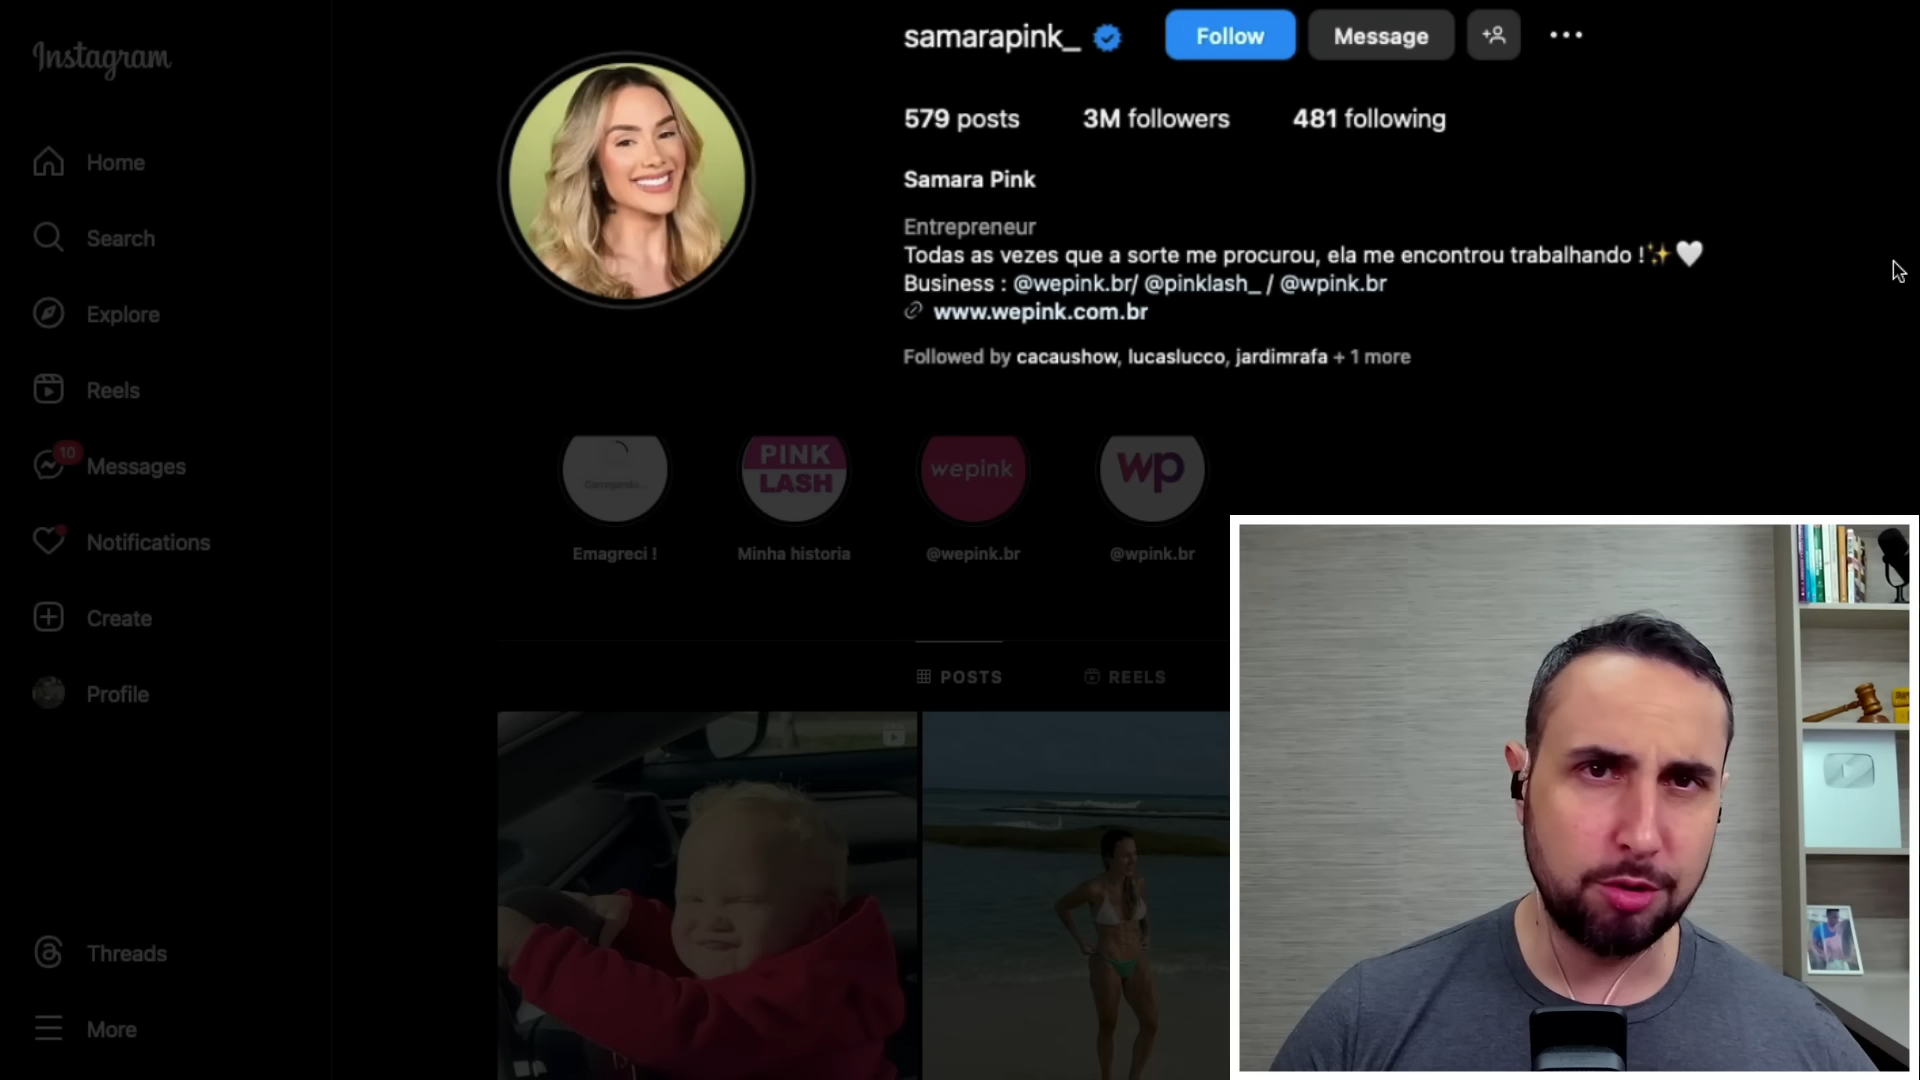 Instagram
Home
Search
Explore
Reels
10
Messages
Notifications
Create
Profile
Threads
More
samarapink_
Follow
Message
579 posts
3M followers
481 following
Samara Pink
Entrepreneur
Todas as vezes que a sorte me procurou, ela me encontrou trabalhando !✨🤍
Business : @wepink.br/ @pinklash_ / @wpink.br
www.wepink.com.br
Followed by cacaushow, lucaslucco, jardimrafa + 1 more
Carregando...
PINK
LASH
wepink
wp
Emagreci !
Minha historia
@wepink.br
@wpink.br
POSTS
REELS